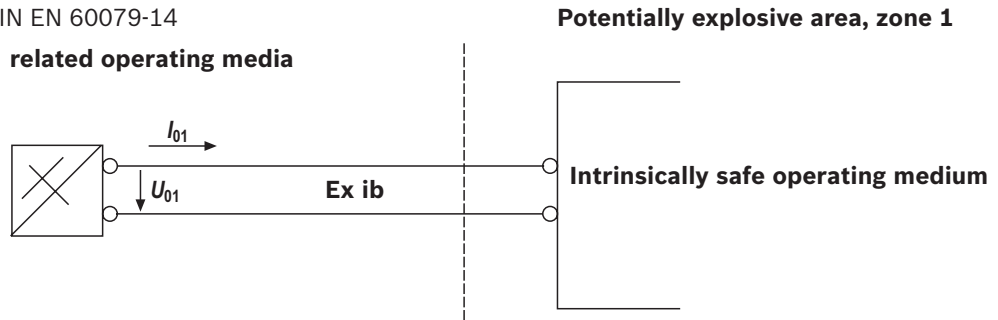 IN EN 60079-14
Potentially explosive area, zone 1
related operating media
I01
U01
Ex ib
Intrinsically safe operating medium